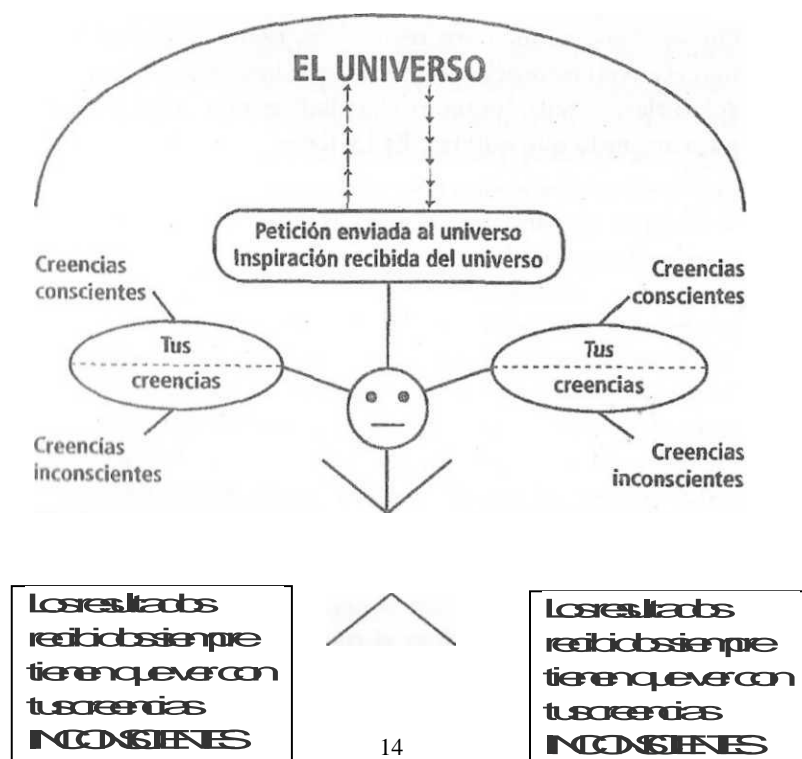 EL UNIVERSO
Petición enviada al universo
Inspiración recibida del universo
Creencias
conscientes
Tus
creencias
Creencias
inconscientes
Creencias
conscientes
Tus
creencias
Creencias
inconscientes
Los resultados
recibidos siempre
tienen que ver con
tus creencias
INCONSCIENTES
Los resultados
recibidos siempre
tienen que ver con
tus creencias
INCONSCIENTES
14